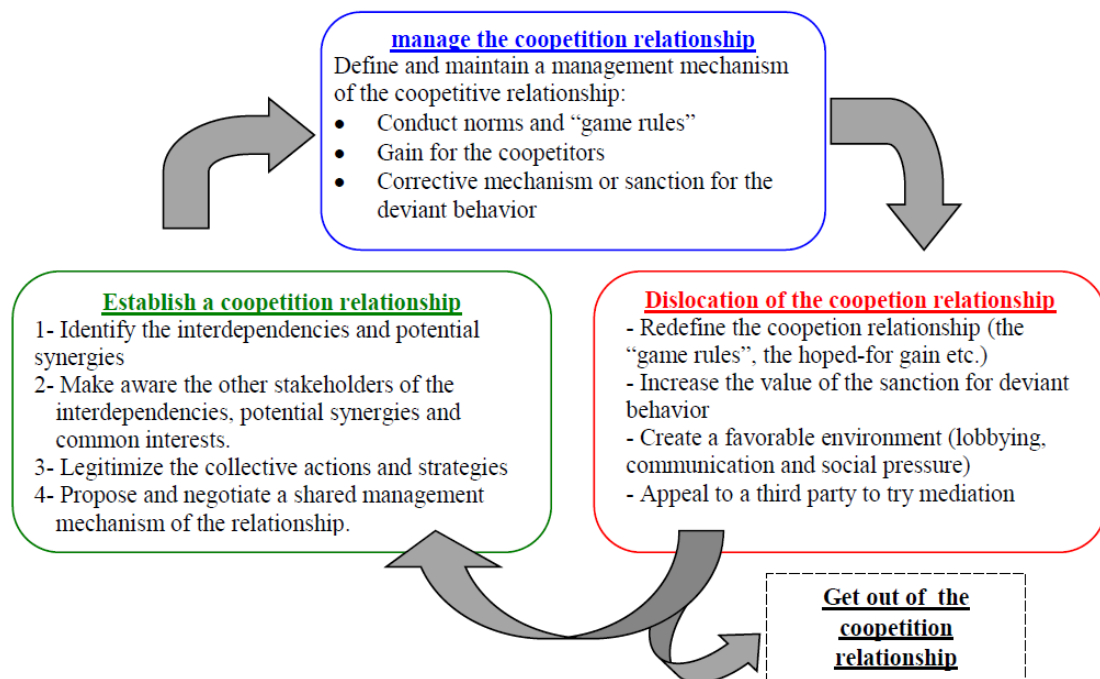 manage the coopetition relationship
Define and maintain a management mechanism
of the coopetitive relationship:
• Conduct norms and “game rules”
• Gain for the coopetitors
• Corrective mechanism or sanction for the
deviant behavior
Establish a coopetition relationship
1- Identify the interdependencies and potential
synergies
2- Make aware the other stakeholders of the
interdependencies, potential synergies and
common interests.
3- Legitimize the collective actions and strategies
4- Propose and negotiate a shared management
mechanism of the relationship.
Dislocation of the coopetion relationship
- Redefine the coopetion relationship (the
“game rules”, the hoped-for gain etc.)
- Increase the value of the sanction for deviant
behavior
- Create a favorable environment (lobbying,
communication and social pressure)
- Appeal to a third party to try mediation
Get out of the
coopetition
relationship